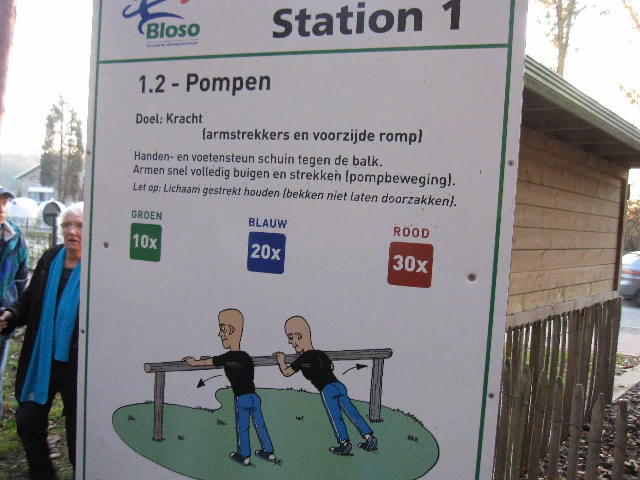 Bloso
Station 1
1.2 - Pompen
Doel: Kracht
(armstrekkers en voorzijde romp)
Handen- en voetensteun schuin tegen de balk.
Armen snel volledig buigen en strekken (pompbeweging).
Let op: Lichaam gestrekt houden (bekken niet laten doorzakken).
GROEN
10x
BLAUW
20x
ROOD
30x